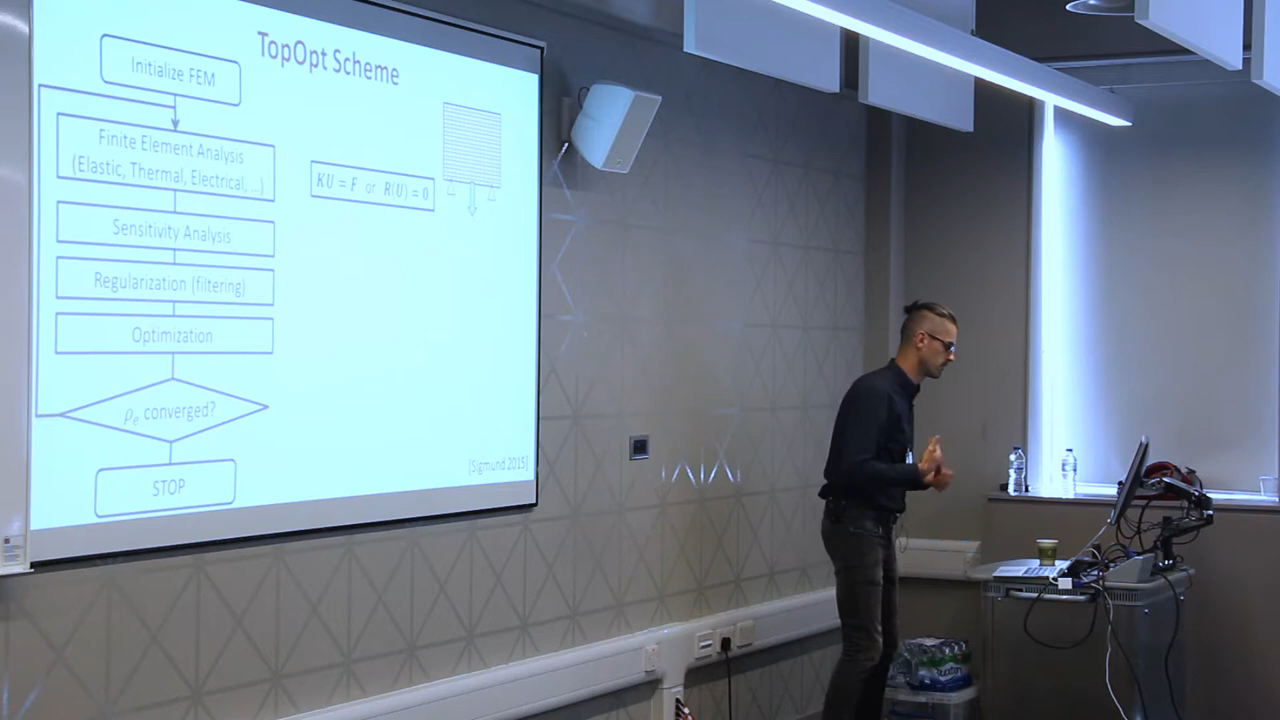 TopOpt Scheme
Initialize FEM
Finite Element Analysis
(Elastic, Thermal, Electrical, ...)
KU = F or R(U) = 0
Sensitivity Analysis
Regularization (filtering)
Optimization
ρₑ converged?
STOP
[Sigmund 2015]